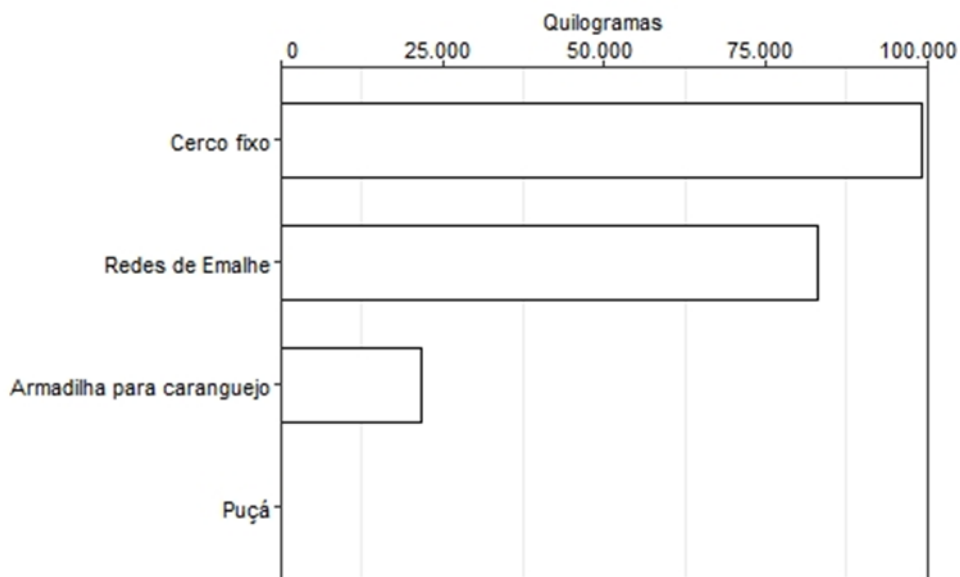 Quilogramas
0 25.000 50.000 75.000 100.000
Cerco fixo
Redes de Emalhe
Armadilha para caranguejo
Puçá